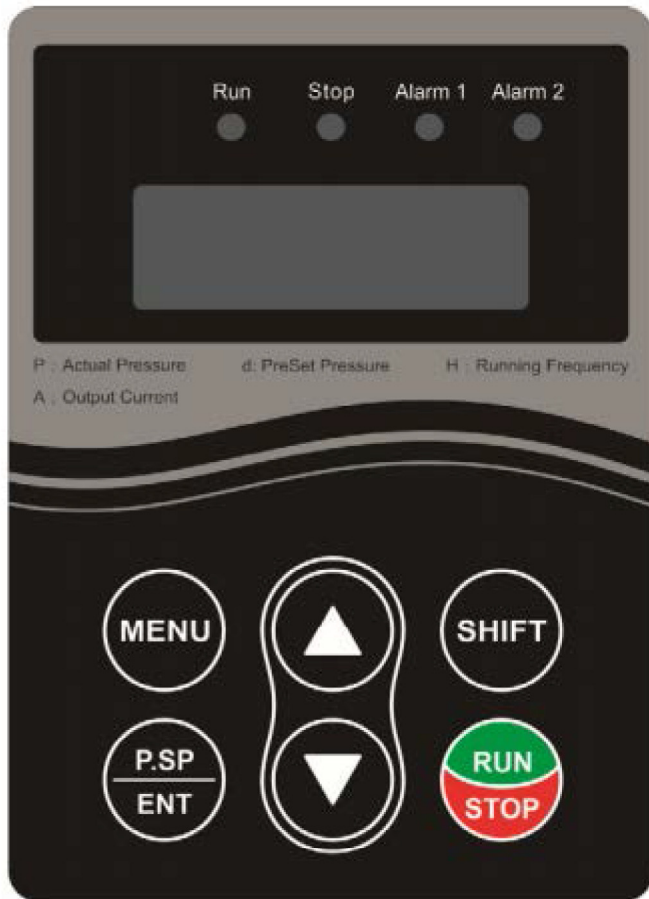 Run Stop Alarm 1 Alarm 2
P : Actual Pressure d: PreSet Pressure H : Running Frequency
A : Output Current
MENU
SHIFT
P.SP
ENT
RUN
STOP